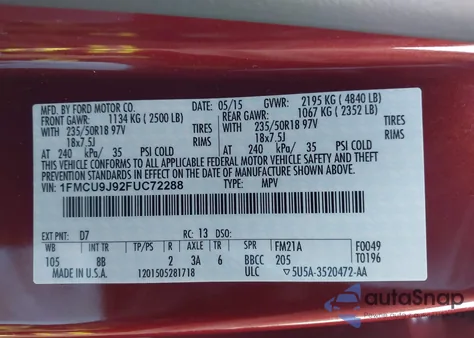 MFD. BY FORD MOTOR CO. 05/15 GVWR: 2195 KG ( 4840 LB)
FRONT GAWR: 1134 KG ( 2500 LB) REAR GAWR: 1067 KG ( 2352 LB)
WITH 235/50R18 97V TIRES WITH 235/50R18 97V TIRES
18x7.5J RIMS 18x7.5J RIMS
AT 240 kPa/ 35 PSI COLD AT 240 kPa/ 35 PSI COLD
THIS VEHICLE CONFORMS TO ALL APPLICABLE FEDERAL MOTOR VEHICLE SAFETY, BUMPER, AND THEFT
PREVENTION STANDARDS IN EFFECT ON THE DATE OF MANUFACTURE SHOWN ABOVE.
VIN: 1FMCU9J92FUC72288 TYPE: MPV
EXT PNT: D7 RC: 13 DSO: F0049
WB INT TR TP/PS R AXLE TR SPR FM21A T0196
105 BB 2 3A 6 BBCC 205
MADE IN U.S.A. 1201505281718 ULC 5U5A-3520472-AA
autoSnap